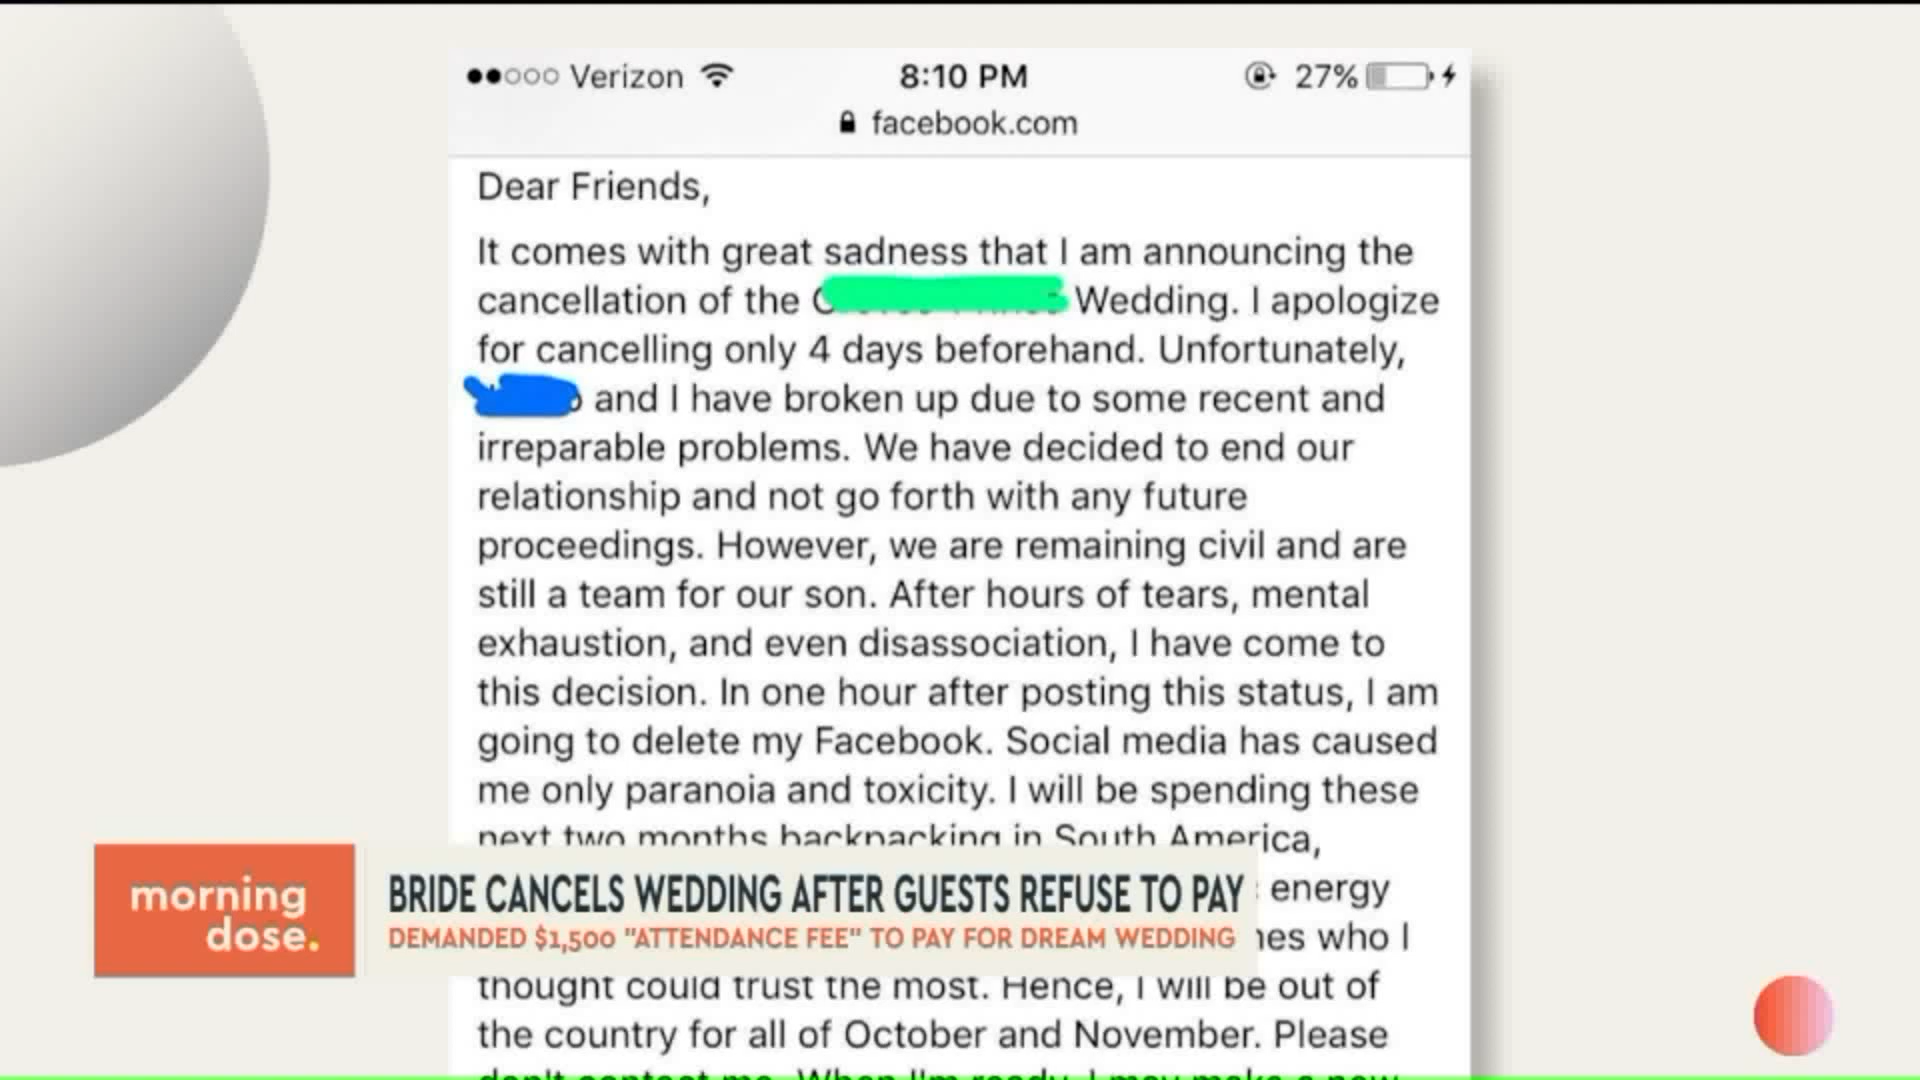 Verizon 8:10 PM 27%
facebook.com
Dear Friends,
It comes with great sadness that I am announcing the
cancellation of the Wedding. I apologize
for cancelling only 4 days beforehand. Unfortunately,
and I have broken up due to some recent and
irreparable problems. We have decided to end our
relationship and not go forth with any future
proceedings. However, we are remaining civil and are
still a team for our son. After hours of tears, mental
exhaustion, and even disassociation, I have come to
this decision. In one hour after posting this status, I am
going to delete my Facebook. Social media has caused
me only paranoia and toxicity. I will be spending these
next two months backpacking in South America,
morning
dose.
BRIDE CANCELS WEDDING AFTER GUESTS REFUSE TO PAY
DEMANDED $1,500 "ATTENDANCE FEE" TO PAY FOR DREAM WEDDING
energy
who I
thought could trust the most. Hence, I will be out of
the country for all of October and November. Please
don't contact me. When I'm ready, I may make a new